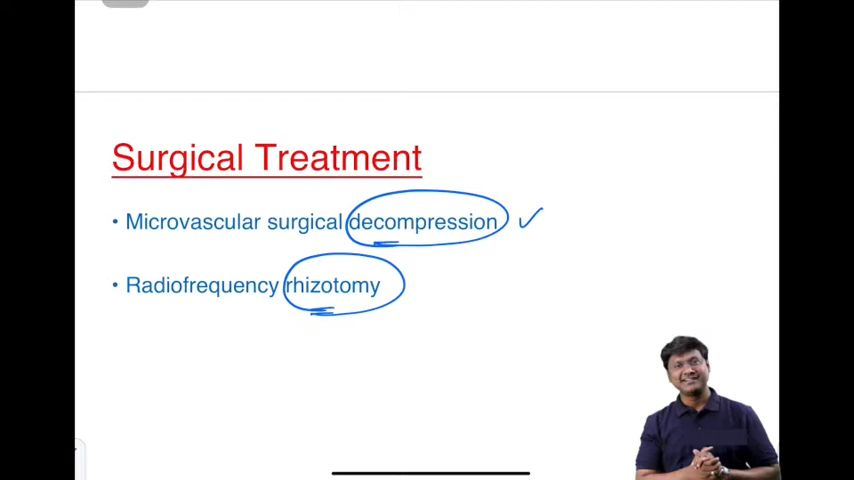 Surgical Treatment
• Microvascular surgical decompression
• Radiofrequency rhizotomy